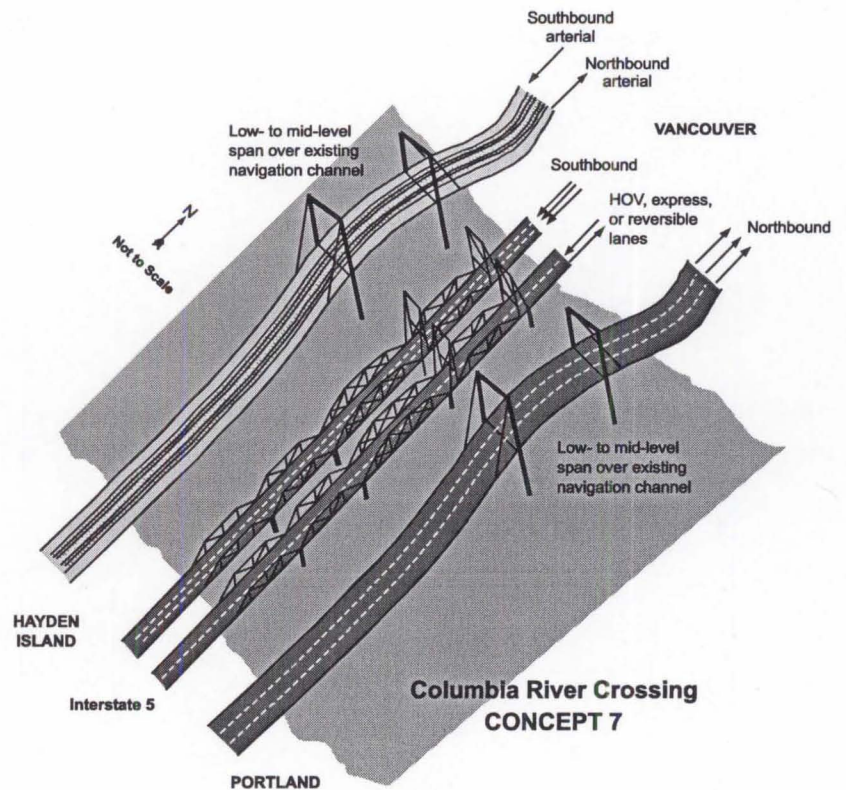 Southbound
arterial
Northbound
arterial
Low- to mid-level
span over existing
navigation channel
VANCOUVER
Southbound
HOV, express,
or reversible
lanes
Northbound
N
Not to Scale
Low- to mid-level
span over existing
navigation channel
HAYDEN
ISLAND
Interstate 5
Columbia River Crossing
CONCEPT 7
PORTLAND